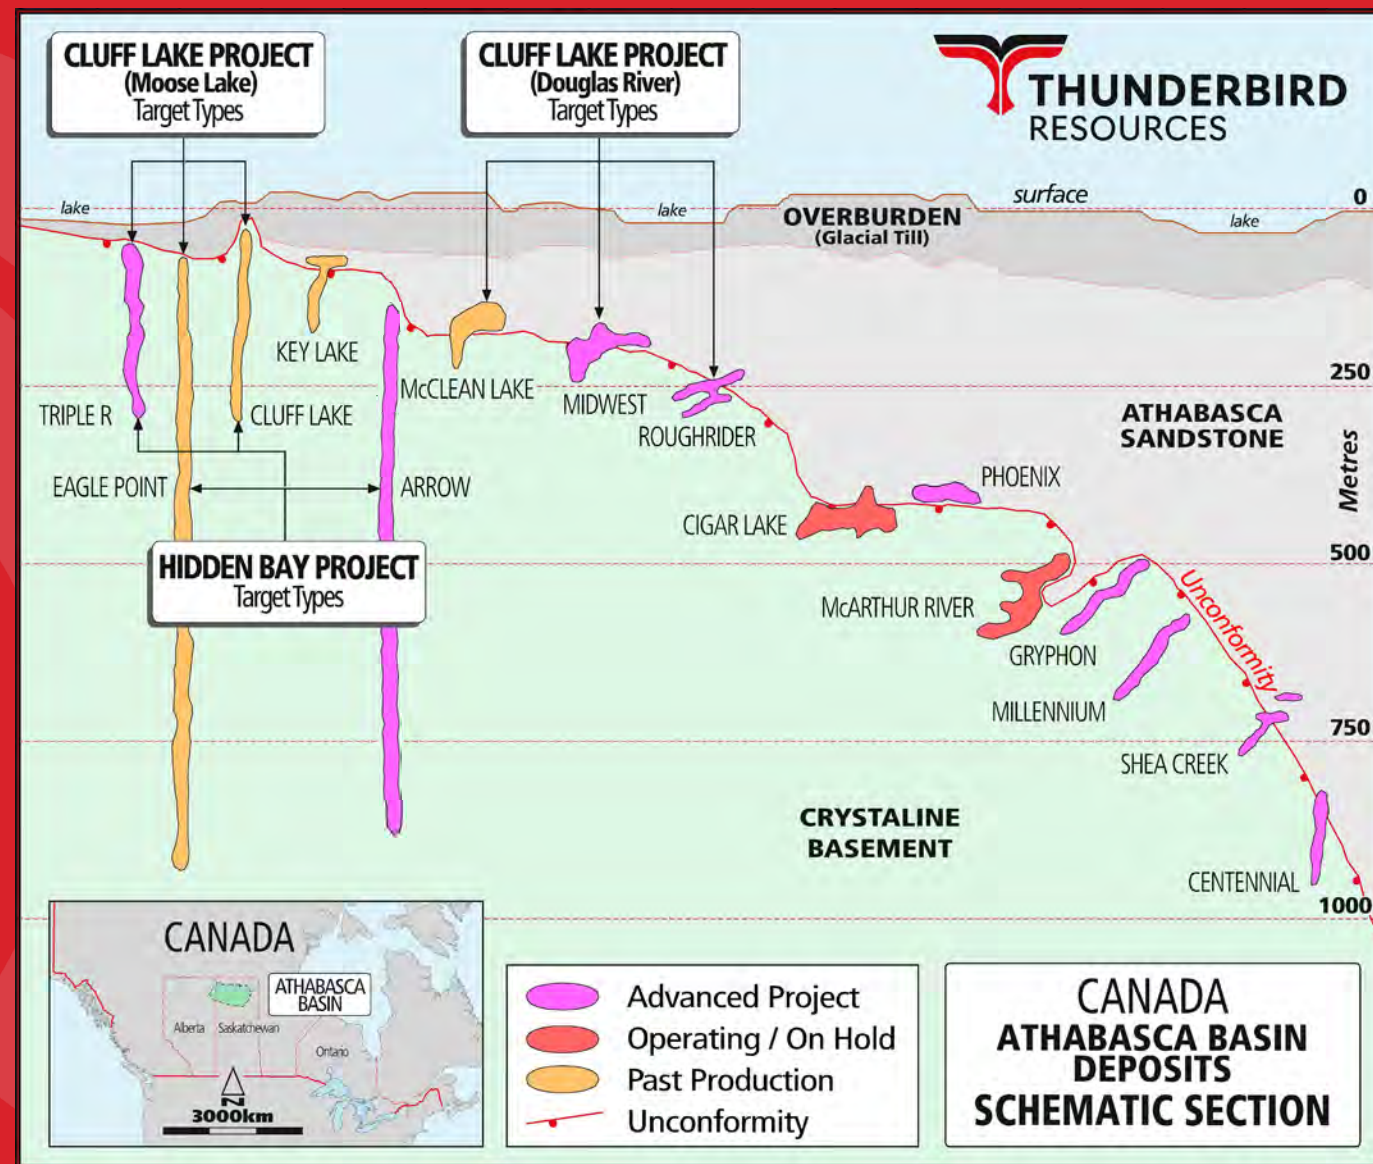 CLUFF LAKE PROJECT
(Moose Lake)
Target Types
CLUFF LAKE PROJECT
(Douglas River)
Target Types
THUNDERBIRD
RESOURCES
lake
lake
surface
0
OVERBURDEN
(Glacial Till)
lake
KEY LAKE
250
McCLEAN LAKE
MIDWEST
TRIPLE R
CLUFF LAKE
ROUGHRIDER
ATHABASCA
SANDSTONE
Metres
EAGLE POINT
ARROW
PHOENIX
CIGAR LAKE
500
HIDDEN BAY PROJECT
Target Types
McARTHUR RIVER
GRYPHON
Unconformity
MILLENNIUM
750
SHEA CREEK
CRYSTALINE
BASEMENT
CENTENNIAL
1000
CANADA
ATHABASCA
BASIN
Alberta
Saskatchewan
Ontario
N
3000km
Advanced Project
Operating / On Hold
Past Production
Unconformity
CANADA
ATHABASCA BASIN
DEPOSITS
SCHEMATIC SECTION